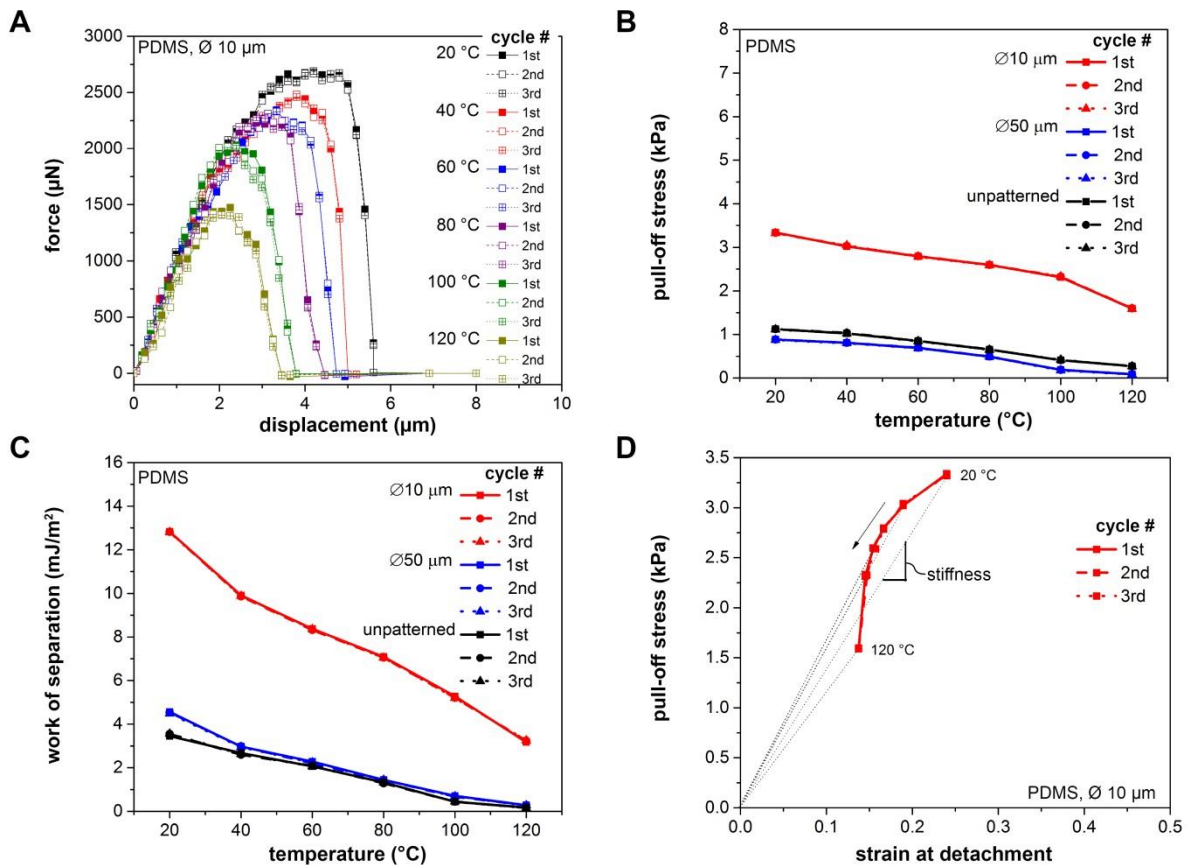 A
PDMS, Ø 10 µm
cycle #
20 °C
1st
2nd
3rd
40 °C
1st
2nd
3rd
60 °C
1st
2nd
3rd
80 °C
1st
2nd
3rd
100 °C
1st
2nd
3rd
120 °C
1st
2nd
3rd
3000
2500
2000
1500
1000
500
0
force (µN)
0 2 4 6 8 10
displacement (µm)
B
PDMS
cycle #
Ø10 µm
1st
2nd
3rd
Ø50 µm
1st
2nd
3rd
unpatterned
1st
2nd
3rd
8
7
6
5
4
3
2
1
0
pull-off stress (kPa)
20 40 60 80 100 120
temperature (°C)
C
PDMS
cycle #
Ø10 µm
1st
2nd
3rd
Ø50 µm
1st
2nd
3rd
unpatterned
1st
2nd
3rd
16
14
12
10
8
6
4
2
0
work of separation (mJ/m²)
20 40 60 80 100 120
temperature (°C)
D
3.5
3.0
2.5
2.0
1.5
1.0
0.5
0.0
pull-off stress (kPa)
20 °C
cycle #
1st
2nd
3rd
stiffness
120 °C
PDMS, Ø 10 µm
0.0 0.1 0.2 0.3 0.4 0.5
strain at detachment